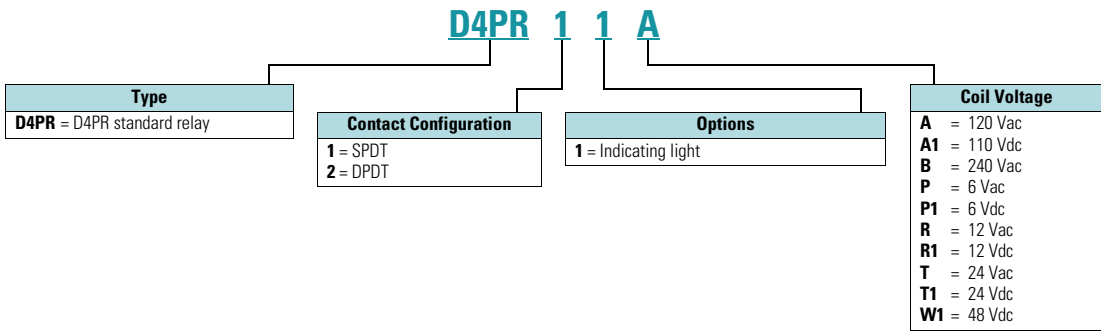 D4PR 1 1 A
Type
D4PR = D4PR standard relay
Contact Configuration
1 = SPDT
2 = DPDT
Options
1 = Indicating light
Coil Voltage
A = 120 Vac
A1 = 110 Vdc
B = 240 Vac
P = 6 Vac
P1 = 6 Vdc
R = 12 Vac
R1 = 12 Vdc
T = 24 Vac
T1 = 24 Vdc
W1 = 48 Vdc